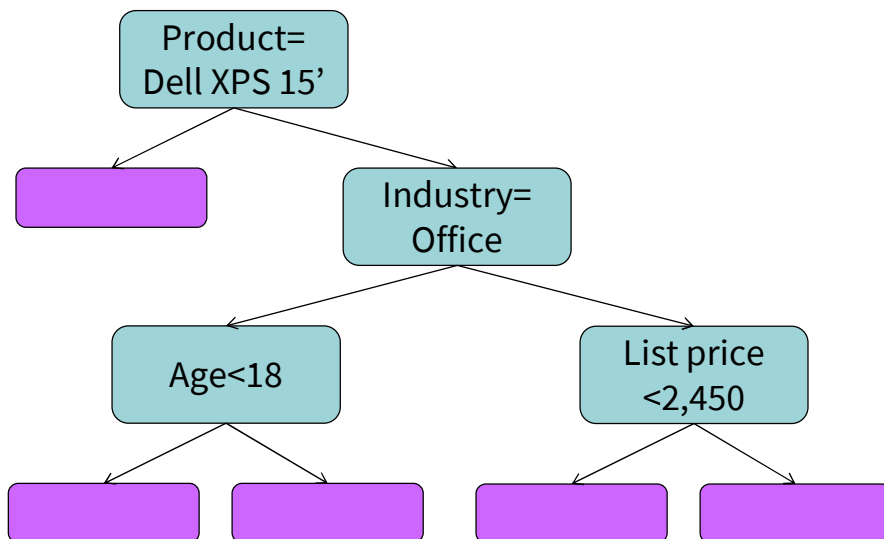 Product=
Dell XPS 15’
Industry=
Office
Age<18
List price
<2,450